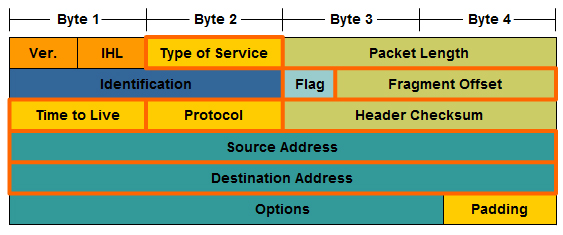 Byte 1 Byte 2 Byte 3 Byte 4
Ver. IHL Type of Service Packet Length
Identification Flag Fragment Offset
Time to Live Protocol Header Checksum
Source Address
Destination Address
Options Padding